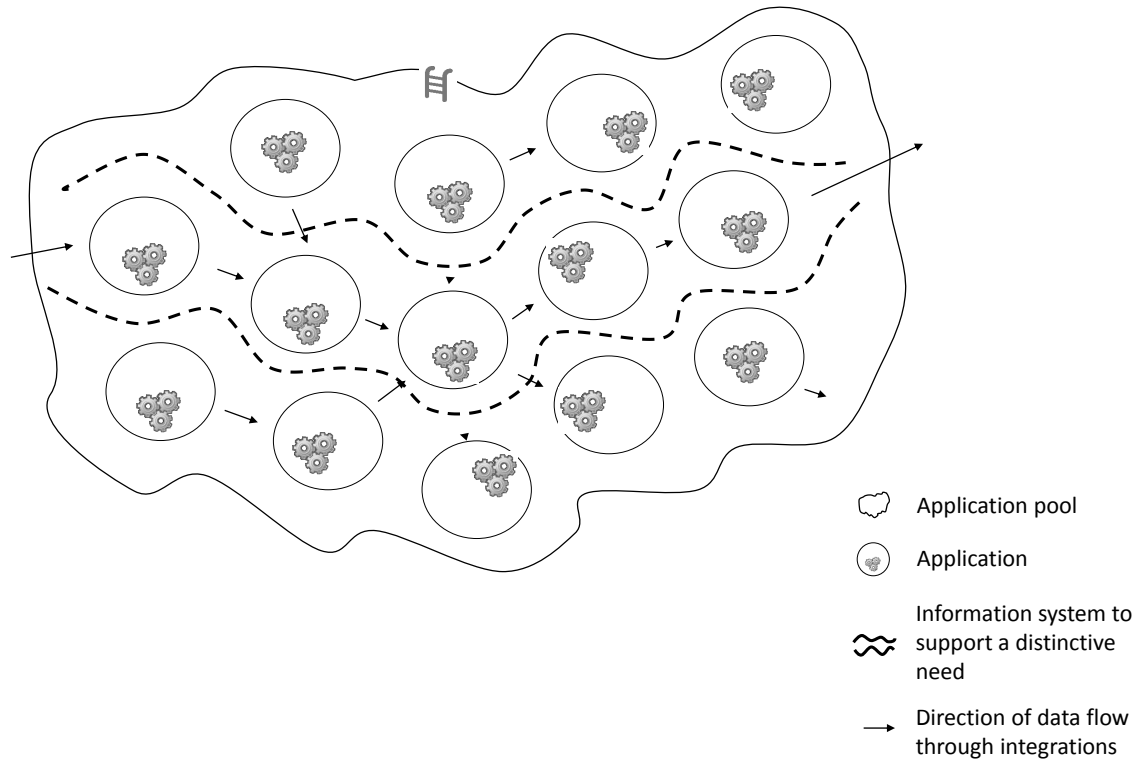 Application pool
Application
Information system to
support a distinctive
need
Direction of data flow
through integrations